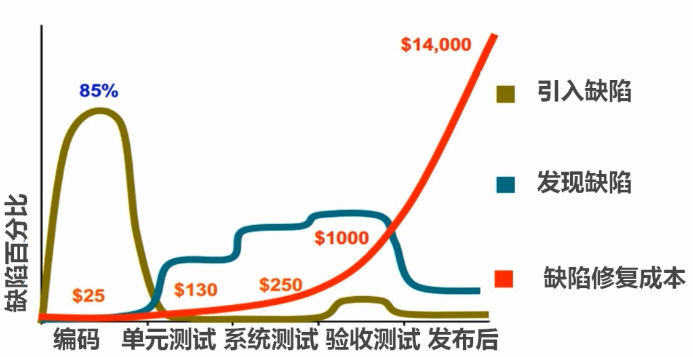 $14,000
85%
引入缺陷
发现缺陷
$1000
$250
$130
$25
缺陷修复成本
缺陷百分比
编码 单元测试 系统测试 验收测试 发布后